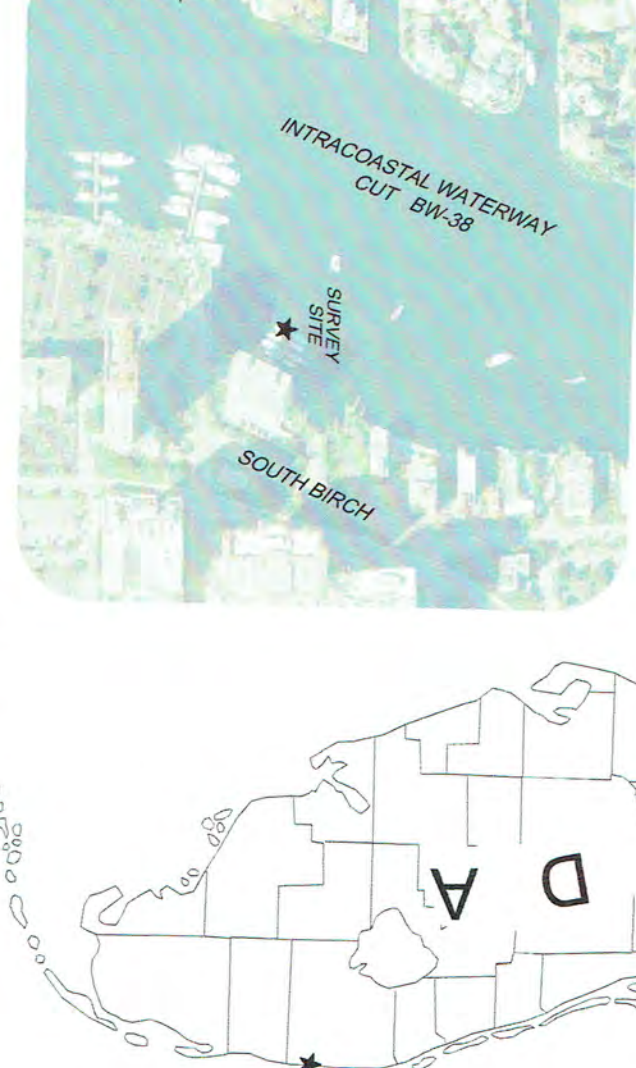 INTRACOASTAL WATERWAY
CUT BW-38
SURVEY
SITE
SOUTH BIRCH
D A